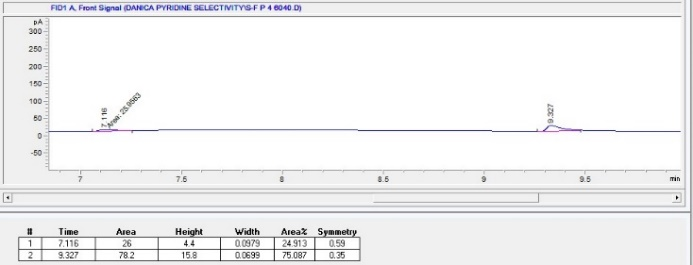 FID1 A, Front Signal (DANICA PYRIDINE SELECTIVITY\S-F P 4 6040.D)
pA
300
250
200
150
100
50
0
-50
7.116
Area: 25.9563
9.327
7 7.5 8 8.5 9 9.5 min
# Time Area Height Width Area% Symmetry
1 7.116 26 4.4 0.0979 24.913 0.59
2 9.327 78.2 15.8 0.0699 75.087 0.35